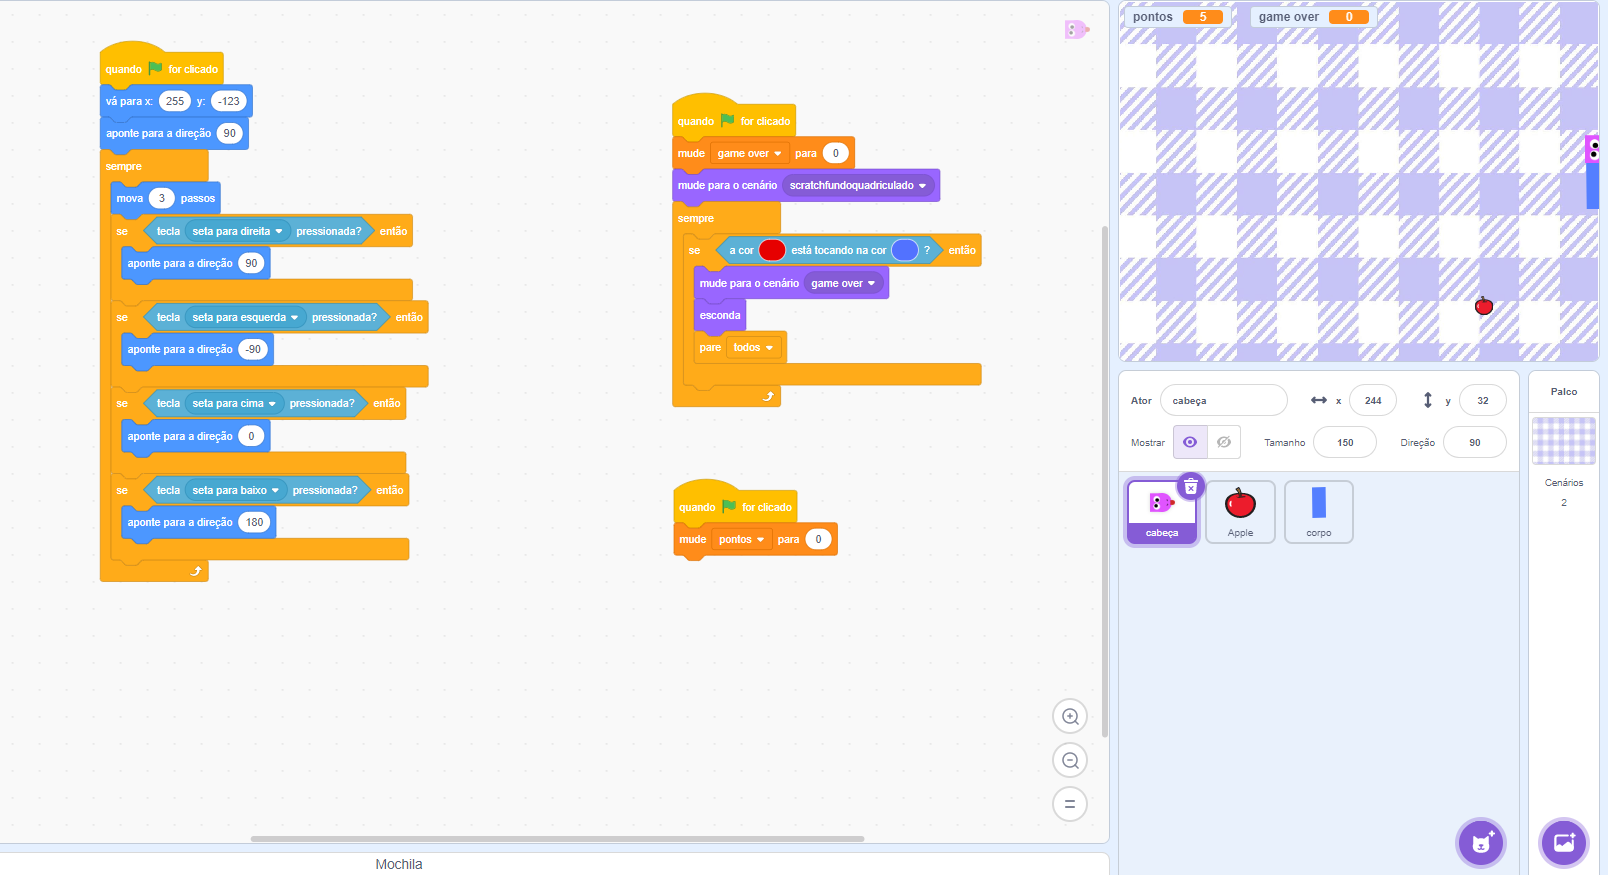 quando for clicado
vá para x: 255 y: -123
aponte para a direção 90
sempre
mova 3 passos
se tecla seta para direita pressionada? então
aponte para a direção 90
se tecla seta para esquerda pressionada? então
aponte para a direção -90
se tecla seta para cima pressionada? então
aponte para a direção 0
se tecla seta para baixo pressionada? então
aponte para a direção 180
quando for clicado
mude game over para 0
mude para o cenário scratchfundoquadriculado
sempre
se a cor está tocando na cor ? então
mude para o cenário game over
esconda
pare todos
quando for clicado
mude pontos para 0
Mochila
pontos 5 game over 0
Ator cabeça x 244 y 32
Mostrar Tamanho 150 Direção 90
cabeça Apple corpo
Palco
Cenários
2